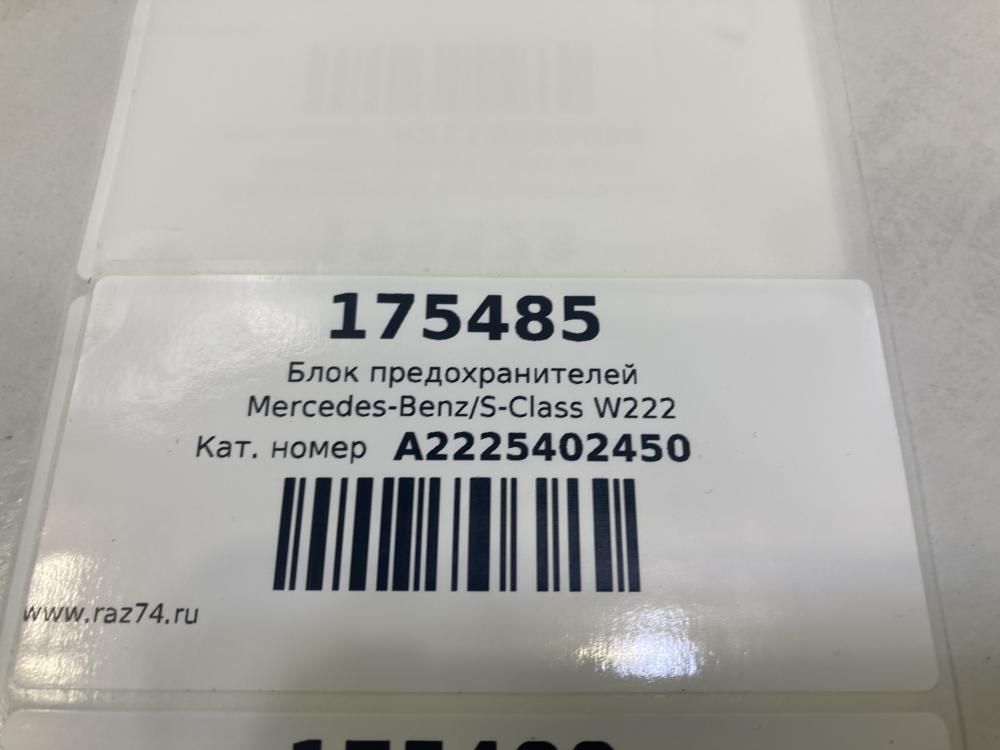 175485
Блок предохранителей
Mercedes-Benz/S-Class W222
Кат. номер A2225402450
www.raz74.ru